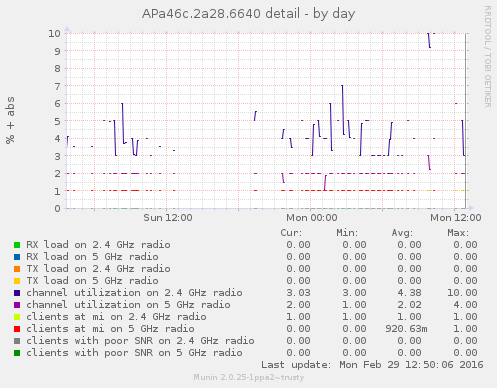 APa46c.2a28.6640 detail - by day
RRDTOOL / TOBI OETIKER
% + abs
10
9
8
7
6
5
4
3
2
1
0
Sun 12:00 Mon 00:00 Mon 12:00
Cur: Min: Avg: Max:
RX load on 2.4 GHz radio 0.00 0.00 0.00 0.00
RX load on 5 GHz radio 0.00 0.00 0.00 0.00
TX load on 2.4 GHz radio 0.00 0.00 0.00 0.00
TX load on 5 GHz radio 0.00 0.00 0.00 0.00
channel utilization on 2.4 GHz radio 3.03 3.00 4.38 10.00
channel utilization on 5 GHz radio 2.00 1.00 2.02 4.00
clients at mi on 2.4 GHz radio 1.00 1.00 1.00 1.00
clients at mi on 5 GHz radio 0.00 0.00 920.63m 1.00
clients with poor SNR on 2.4 GHz radio 0.00 0.00 0.00 0.00
clients with poor SNR on 5 GHz radio 0.00 0.00 0.00 0.00
Last update: Mon Feb 29 12:50:06 2016
Munin 2.0.25-1ppa2~trusty